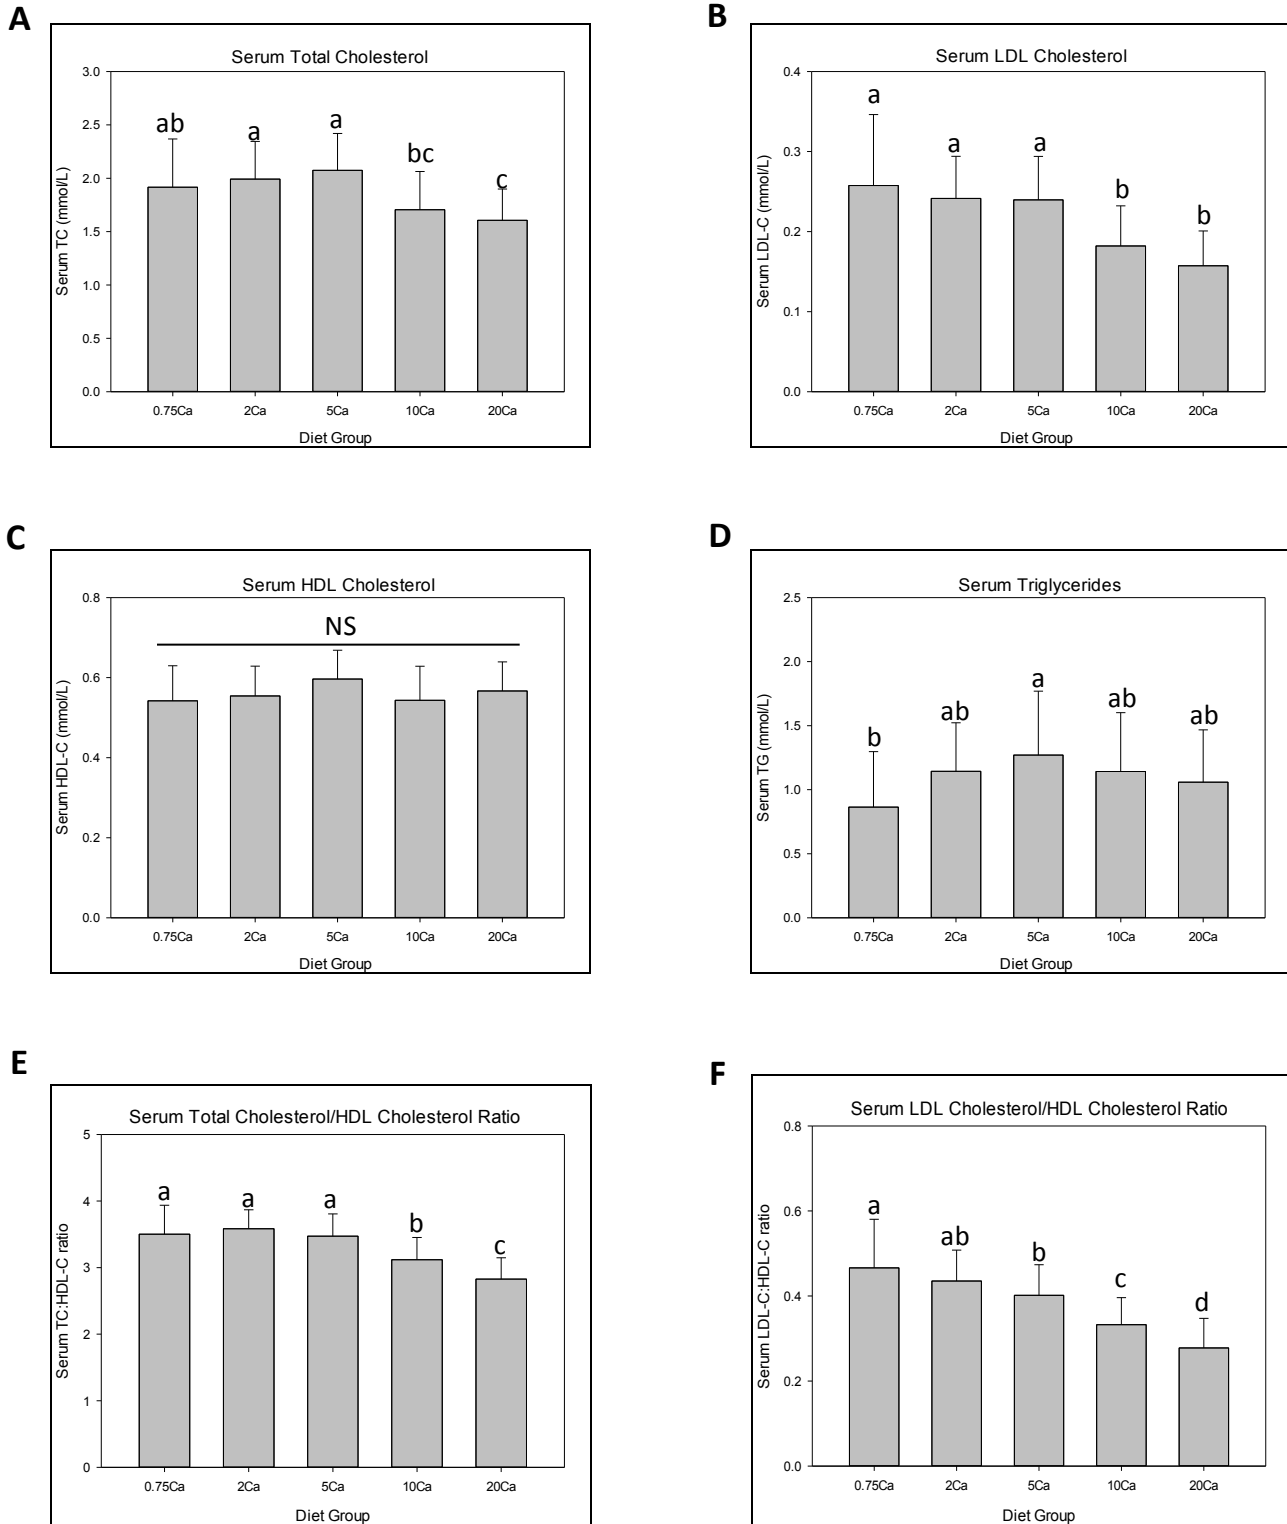 A
Serum Total Cholesterol
Serum TC (mmol/L)
3.0
2.5
2.0
1.5
1.0
0.5
0.0
ab
a
a
bc
c
0.75Ca 2Ca 5Ca 10Ca 20Ca
Diet Group
B
Serum LDL Cholesterol
Serum LDL-C (mmol/L)
0.4
0.3
0.2
0.1
0.0
a
a
a
b
b
0.75Ca 2Ca 5Ca 10Ca 20Ca
Diet Group
C
Serum HDL Cholesterol
Serum HDL-C (mmol/L)
0.8
0.6
0.4
0.2
0.0
NS
0.75Ca 2Ca 5Ca 10Ca 20Ca
Diet Group
D
Serum Triglycerides
Serum TG (mmol/L)
2.5
2.0
1.5
1.0
0.5
0.0
b
ab
a
ab
ab
0.75Ca 2Ca 5Ca 10Ca 20Ca
Diet Group
E
Serum Total Cholesterol/HDL Cholesterol Ratio
Serum TC:HDL-C ratio
5
4
3
2
1
0
a
a
a
b
c
0.75Ca 2Ca 5Ca 10Ca 20Ca
Diet Group
F
Serum LDL Cholesterol/HDL Cholesterol Ratio
Serum LDL-C:HDL-C ratio
0.8
0.6
0.4
0.2
0.0
a
ab
b
c
d
0.75Ca 2Ca 5Ca 10Ca 20Ca
Diet Group